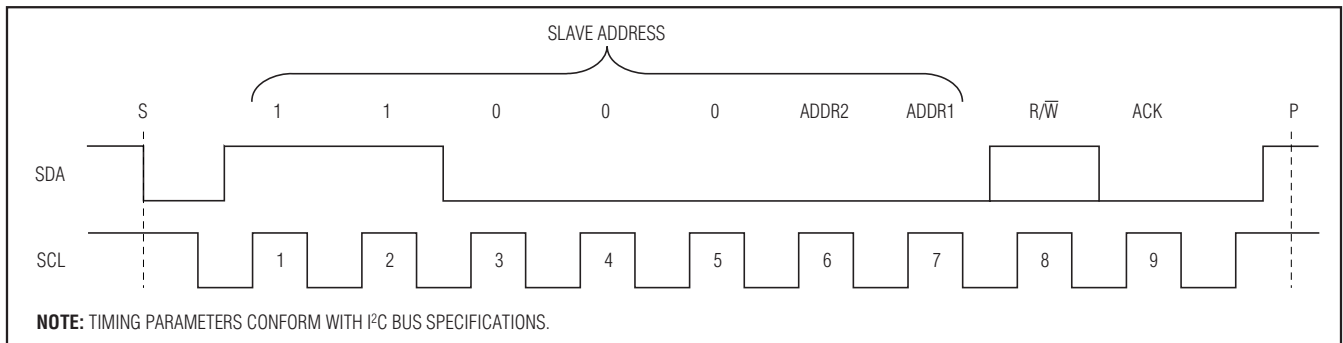 SLAVE ADDRESS
S 1 1 0 0 0 ADDR2 ADDR1 R/W̅ ACK P
SDA
SCL 1 2 3 4 5 6 7 8 9
NOTE: TIMING PARAMETERS CONFORM WITH I²C BUS SPECIFICATIONS.